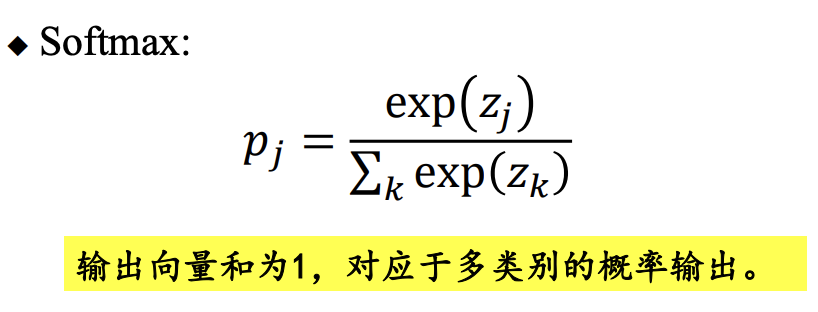 ◆ Softmax:
p_j = exp(z_j) / ∑_k exp(z_k)
输出向量和为1，对应于多类别的概率输出。